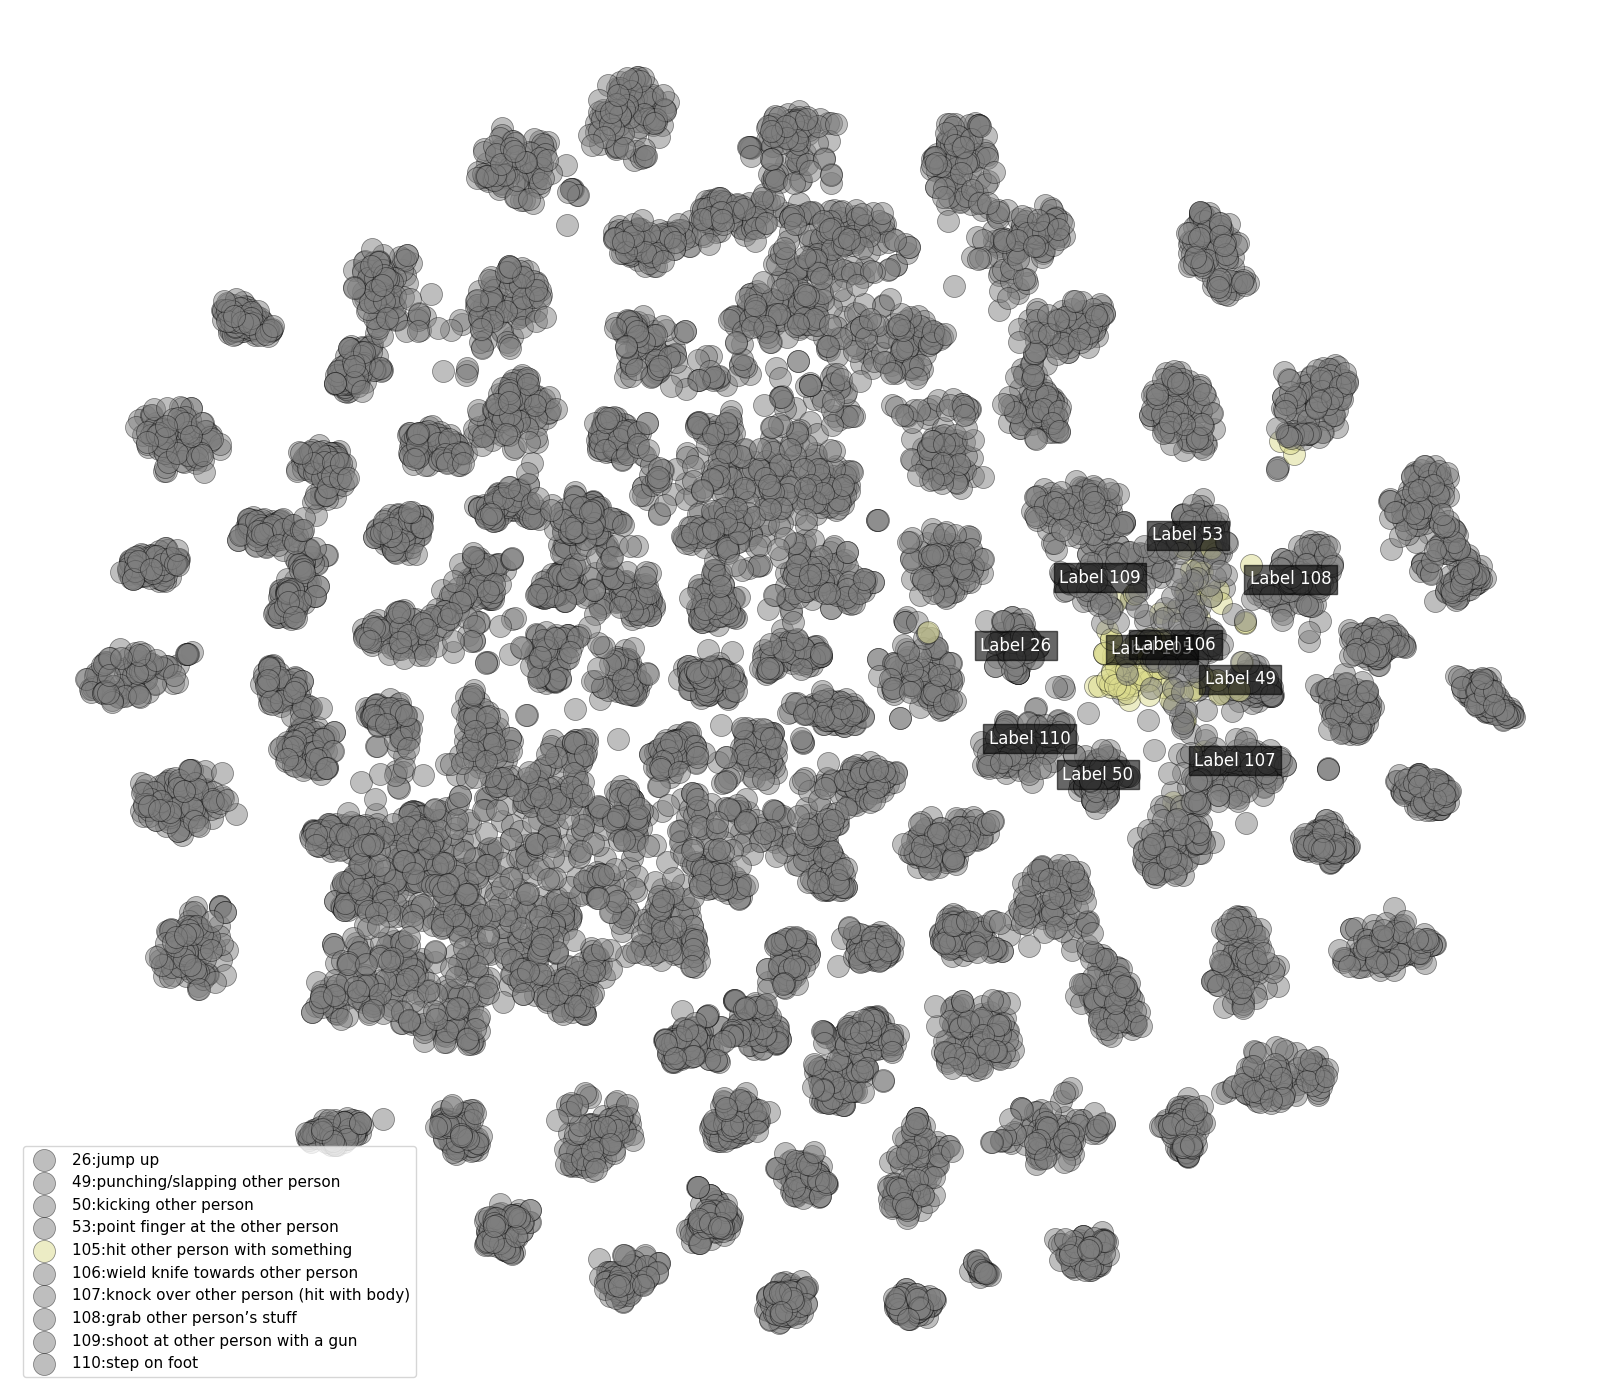 Label 53
Label 109
Label 108
Label 26
Label 106
Label 49
Label 110
Label 107
Label 50
26:jump up
49:punching/slapping other person
50:kicking other person
53:point finger at the other person
105:hit other person with something
106:wield knife towards other person
107:knock over other person (hit with body)
108:grab other person’s stuff
109:shoot at other person with a gun
110:step on foot